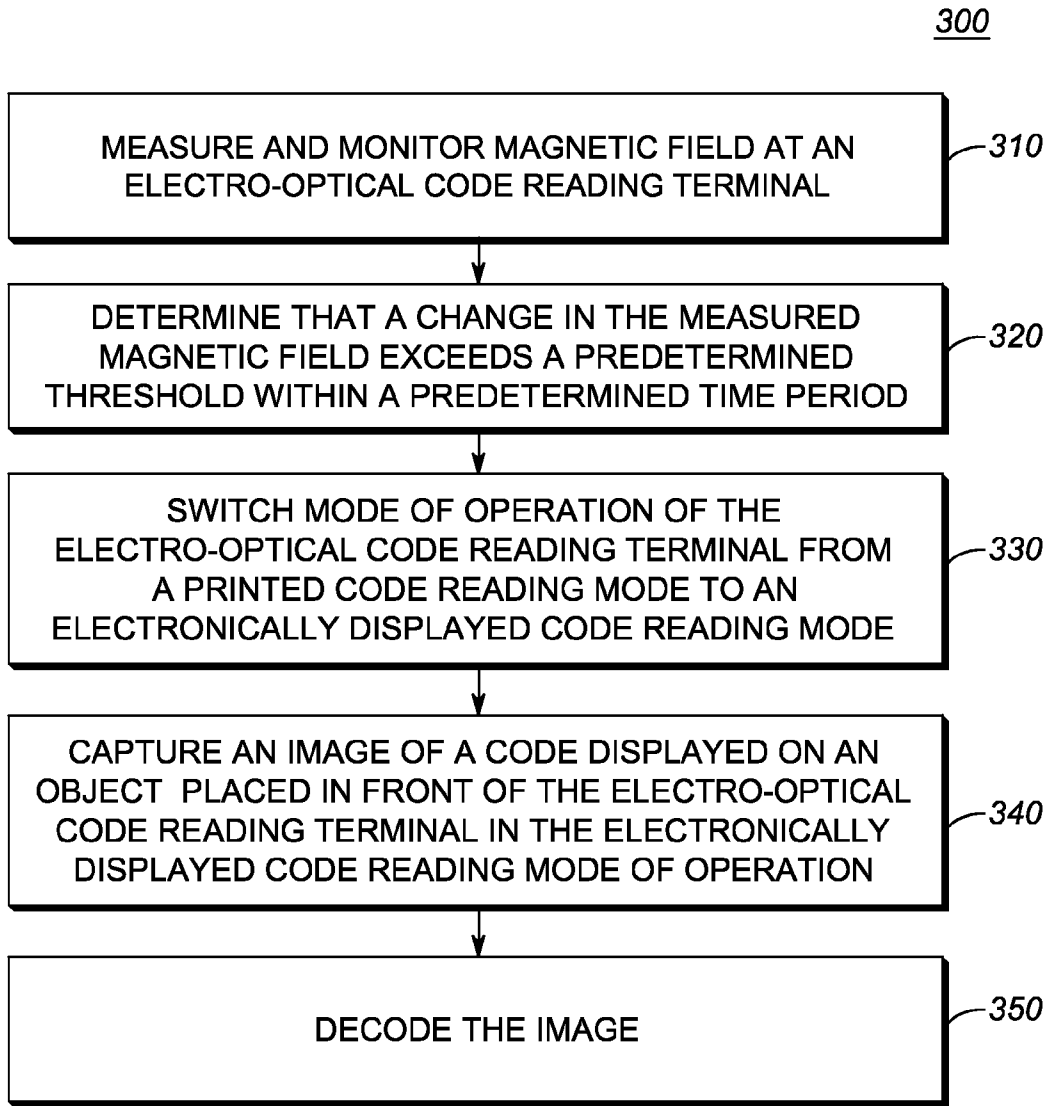 300
MEASURE AND MONITOR MAGNETIC FIELD AT AN
ELECTRO-OPTICAL CODE READING TERMINAL
310
DETERMINE THAT A CHANGE IN THE MEASURED
MAGNETIC FIELD EXCEEDS A PREDETERMINED
THRESHOLD WITHIN A PREDETERMINED TIME PERIOD
320
SWITCH MODE OF OPERATION OF THE
ELECTRO-OPTICAL CODE READING TERMINAL FROM
A PRINTED CODE READING MODE TO AN
ELECTRONICALLY DISPLAYED CODE READING MODE
330
CAPTURE AN IMAGE OF A CODE DISPLAYED ON AN
OBJECT PLACED IN FRONT OF THE ELECTRO-OPTICAL
CODE READING TERMINAL IN THE ELECTRONICALLY
DISPLAYED CODE READING MODE OF OPERATION
340
DECODE THE IMAGE
350